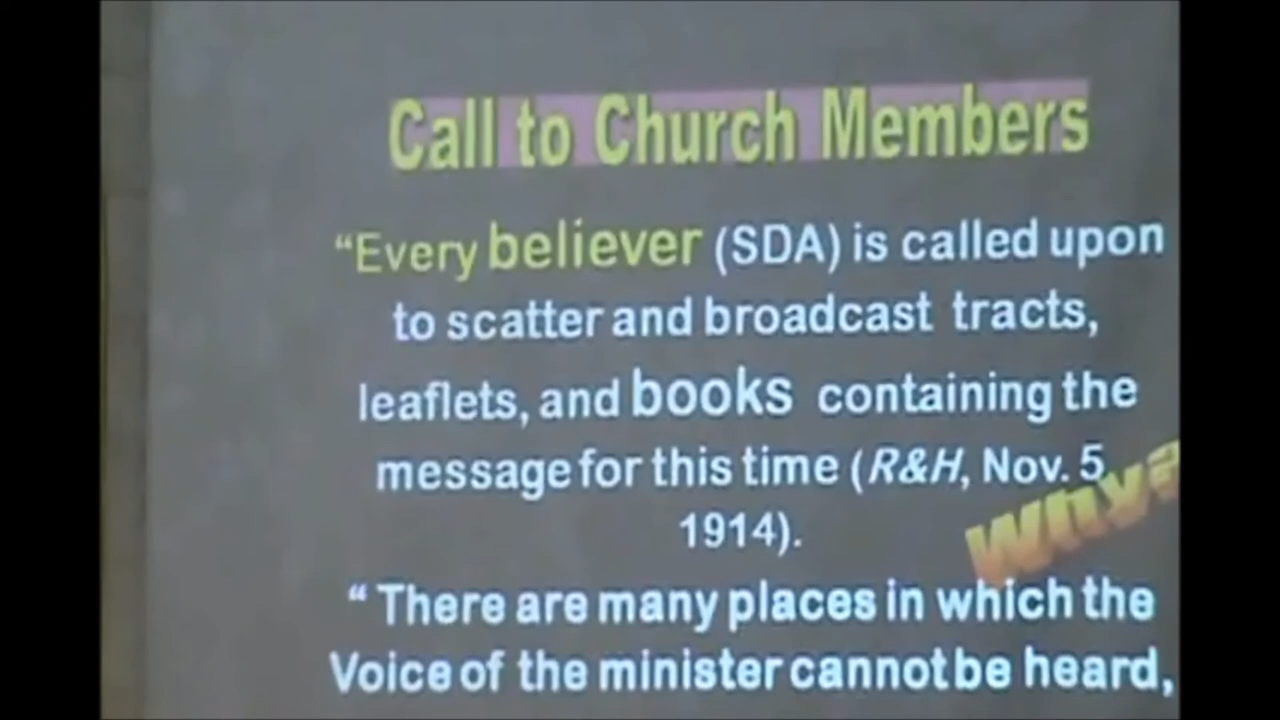 Call to Church Members
“Every believer (SDA) is called upon
to scatter and broadcast tracts,
leaflets, and books containing the
message for this time (R&H, Nov. 5
1914).
Why?
“ There are many places in which the
Voice of the minister cannot be heard,